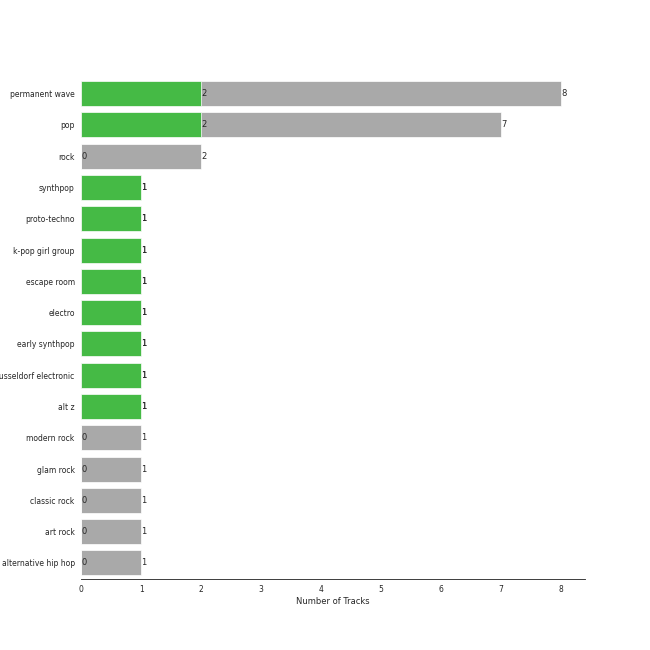 permanent wave 2 8
pop 2 7
rock 0 2
synthpop 1
proto-techno 1
k-pop girl group 1
escape room 1
electro 1
early synthpop 1
usseldorf electronic 1
alt z 1
modern rock 0 1
glam rock 0 1
classic rock 0 1
art rock 0 1
alternative hip hop 0 1
0 1 2 3 4 5 6 7 8
Number of Tracks